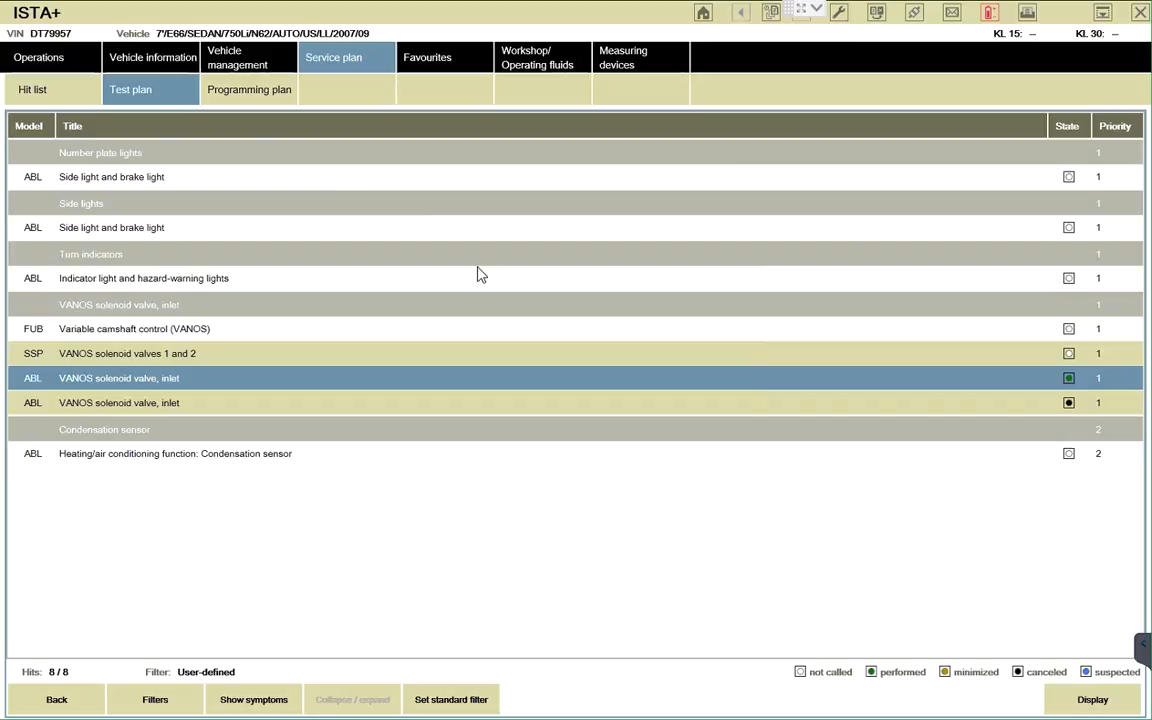 ISTA+
VIN DT79957 Vehicle 7"/E66/SEDAN/750Li/N62/AUTO/US/LL/2007/09 KL 15: – KL 30: –
Operations Vehicle information Vehicle management Service plan Favourites Workshop/ Operating fluids Measuring devices
Hit list Test plan Programming plan
Model Title State Priority
Number plate lights 1
ABL Side light and brake light 1
Side lights 1
ABL Side light and brake light 1
Turn indicators 1
ABL Indicator light and hazard-warning lights 1
VANOS solenoid valve, inlet 1
FUB Variable camshaft control (VANOS) 1
SSP VANOS solenoid valves 1 and 2 1
ABL VANOS solenoid valve, inlet 1
ABL VANOS solenoid valve, inlet 1
Condensation sensor 2
ABL Heating/air conditioning function: Condensation sensor 2
Hits: 8 / 8 Filter: User-defined not called performed minimized canceled suspected
Back Filters Show symptoms Collapse / expand Set standard filter Display